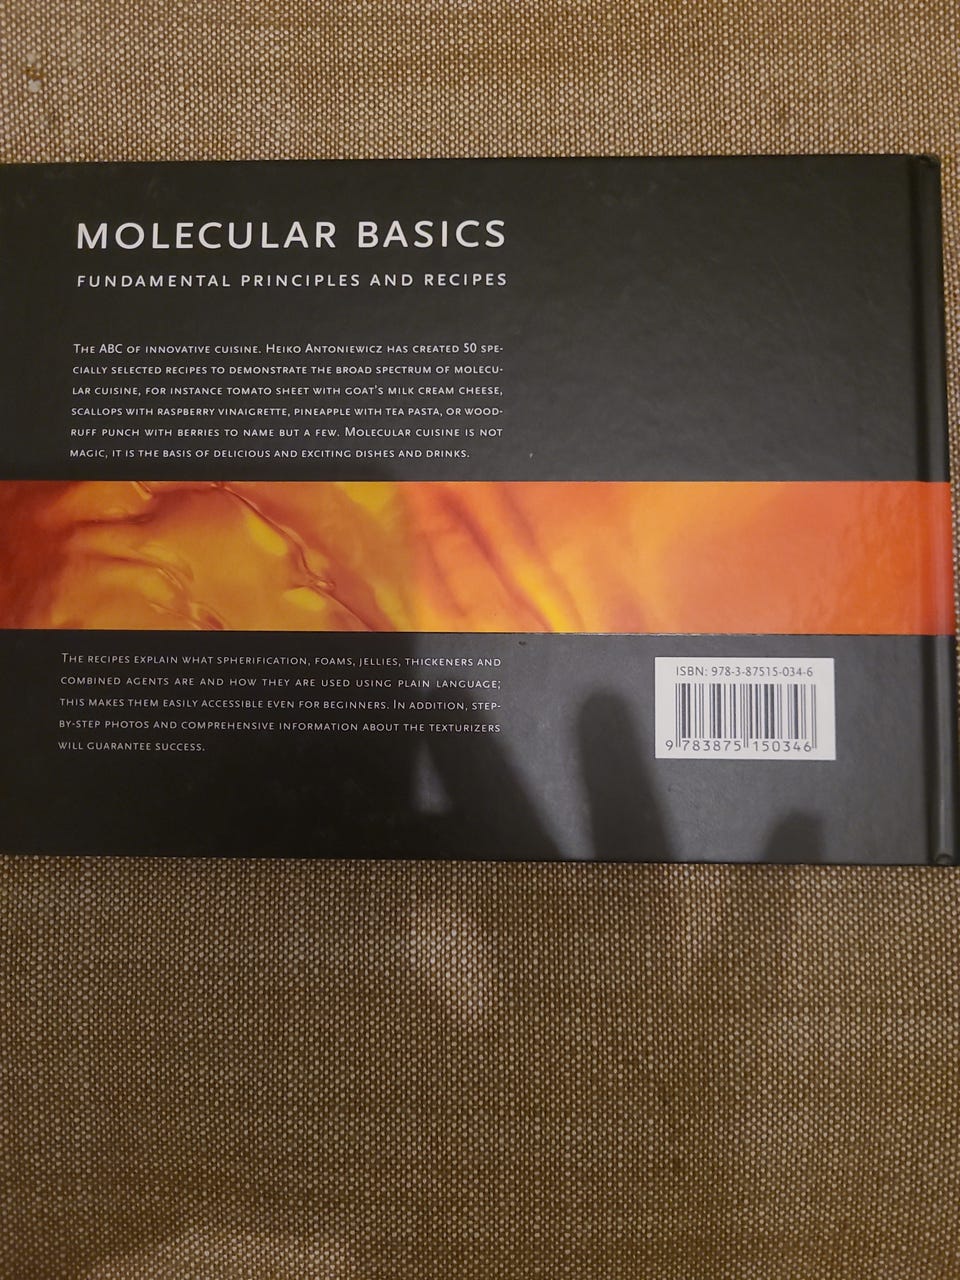 MOLECULAR BASICS
FUNDAMENTAL PRINCIPLES AND RECIPES
THE ABC OF INNOVATIVE CUISINE. HEIKO ANTONIEWICZ HAS CREATED 50 SPE-
CIALLY SELECTED RECIPES TO DEMONSTRATE THE BROAD SPECTRUM OF MOLECU-
LAR CUISINE, FOR INSTANCE TOMATO SHEET WITH GOAT'S MILK CREAM CHEESE,
SCALLOPS WITH RASPBERRY VINAIGRETTE, PINEAPPLE WITH TEA PASTA, OR WOOD-
RUFF PUNCH WITH BERRIES TO NAME BUT A FEW. MOLECULAR CUISINE IS NOT
MAGIC, IT IS THE BASIS OF DELICIOUS AND EXCITING DISHES AND DRINKS.
THE RECIPES EXPLAIN WHAT SPHERIFICATION, FOAMS, JELLIES, THICKENERS AND
COMBINED AGENTS ARE AND HOW THEY ARE USED USING PLAIN LANGUAGE;
THIS MAKES THEM EASILY ACCESSIBLE EVEN FOR BEGINNERS. IN ADDITION, STEP-
BY-STEP PHOTOS AND COMPREHENSIVE INFORMATION ABOUT THE TEXTURIZERS
WILL GUARANTEE SUCCESS.
ISBN: 978-3-87515-034-6
9 783875 150346